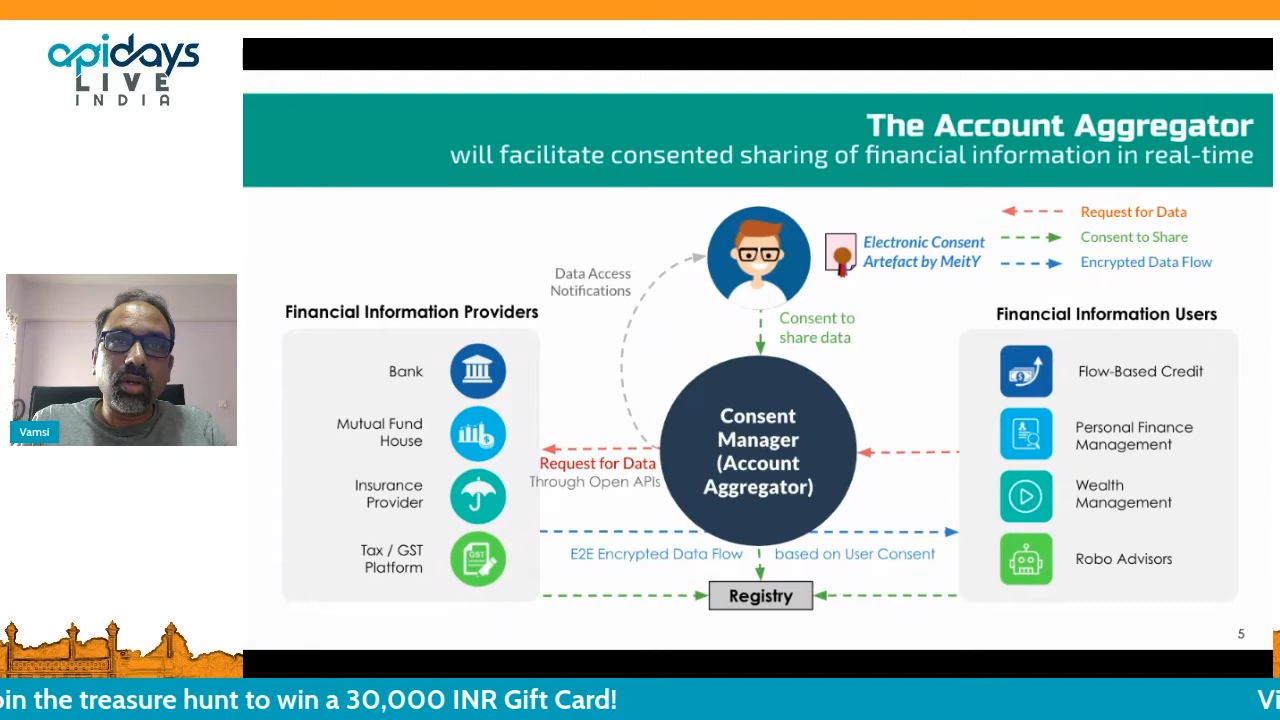 apidays
LIVE
INDIA
The Account Aggregator
will facilitate consented sharing of financial information in real-time
Request for Data
Consent to Share
Encrypted Data Flow
Electronic Consent
Artefact by MeitY
Data Access
Notifications
Consent to
share data
Financial Information Providers
Bank
Mutual Fund
House
Insurance
Provider
Tax / GST
Platform
GST
Consent
Manager
(Account
Aggregator)
Request for Data
Through Open APIs
E2E Encrypted Data Flow
based on User Consent
Registry
Financial Information Users
Flow-Based Credit
Personal Finance
Management
Wealth
Management
Robo Advisors
5
Vamsi
oin the treasure hunt to win a 30,000 INR Gift Card!
Vi